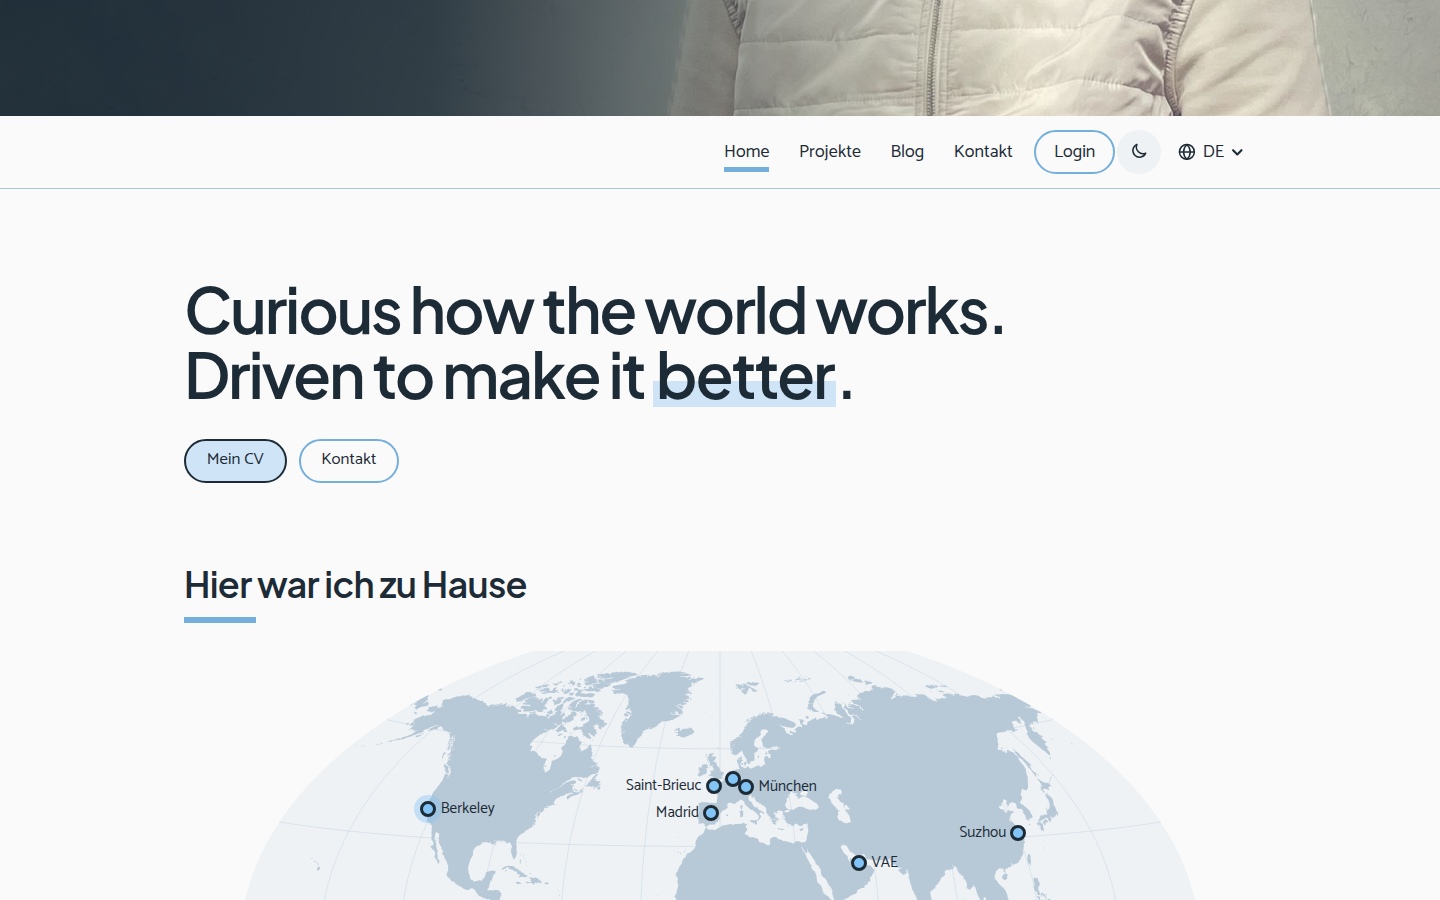 Home Projekte Blog Kontakt Login DE
Curious how the world works.
Driven to make it better.
Mein CV Kontakt
Hier war ich zu Hause
Saint-Brieuc München
Berkeley Madrid
Suzhou
VAE